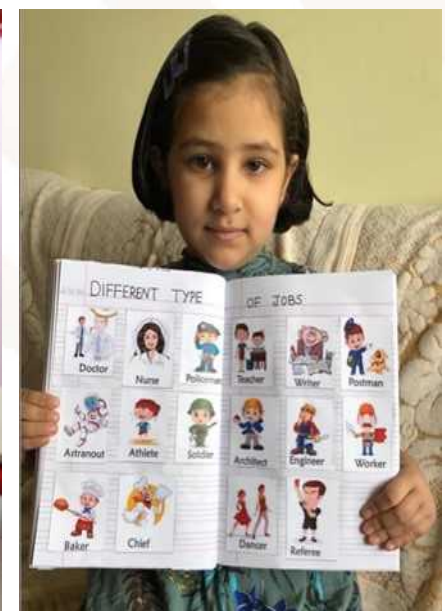 DIFFERENT TYPE OF JOBS
Doctor Nurse Policeman Teacher Writer Postman
Astranout Athlete Soldier Architect Engineer Worker
Baker Chief Dancer Referee